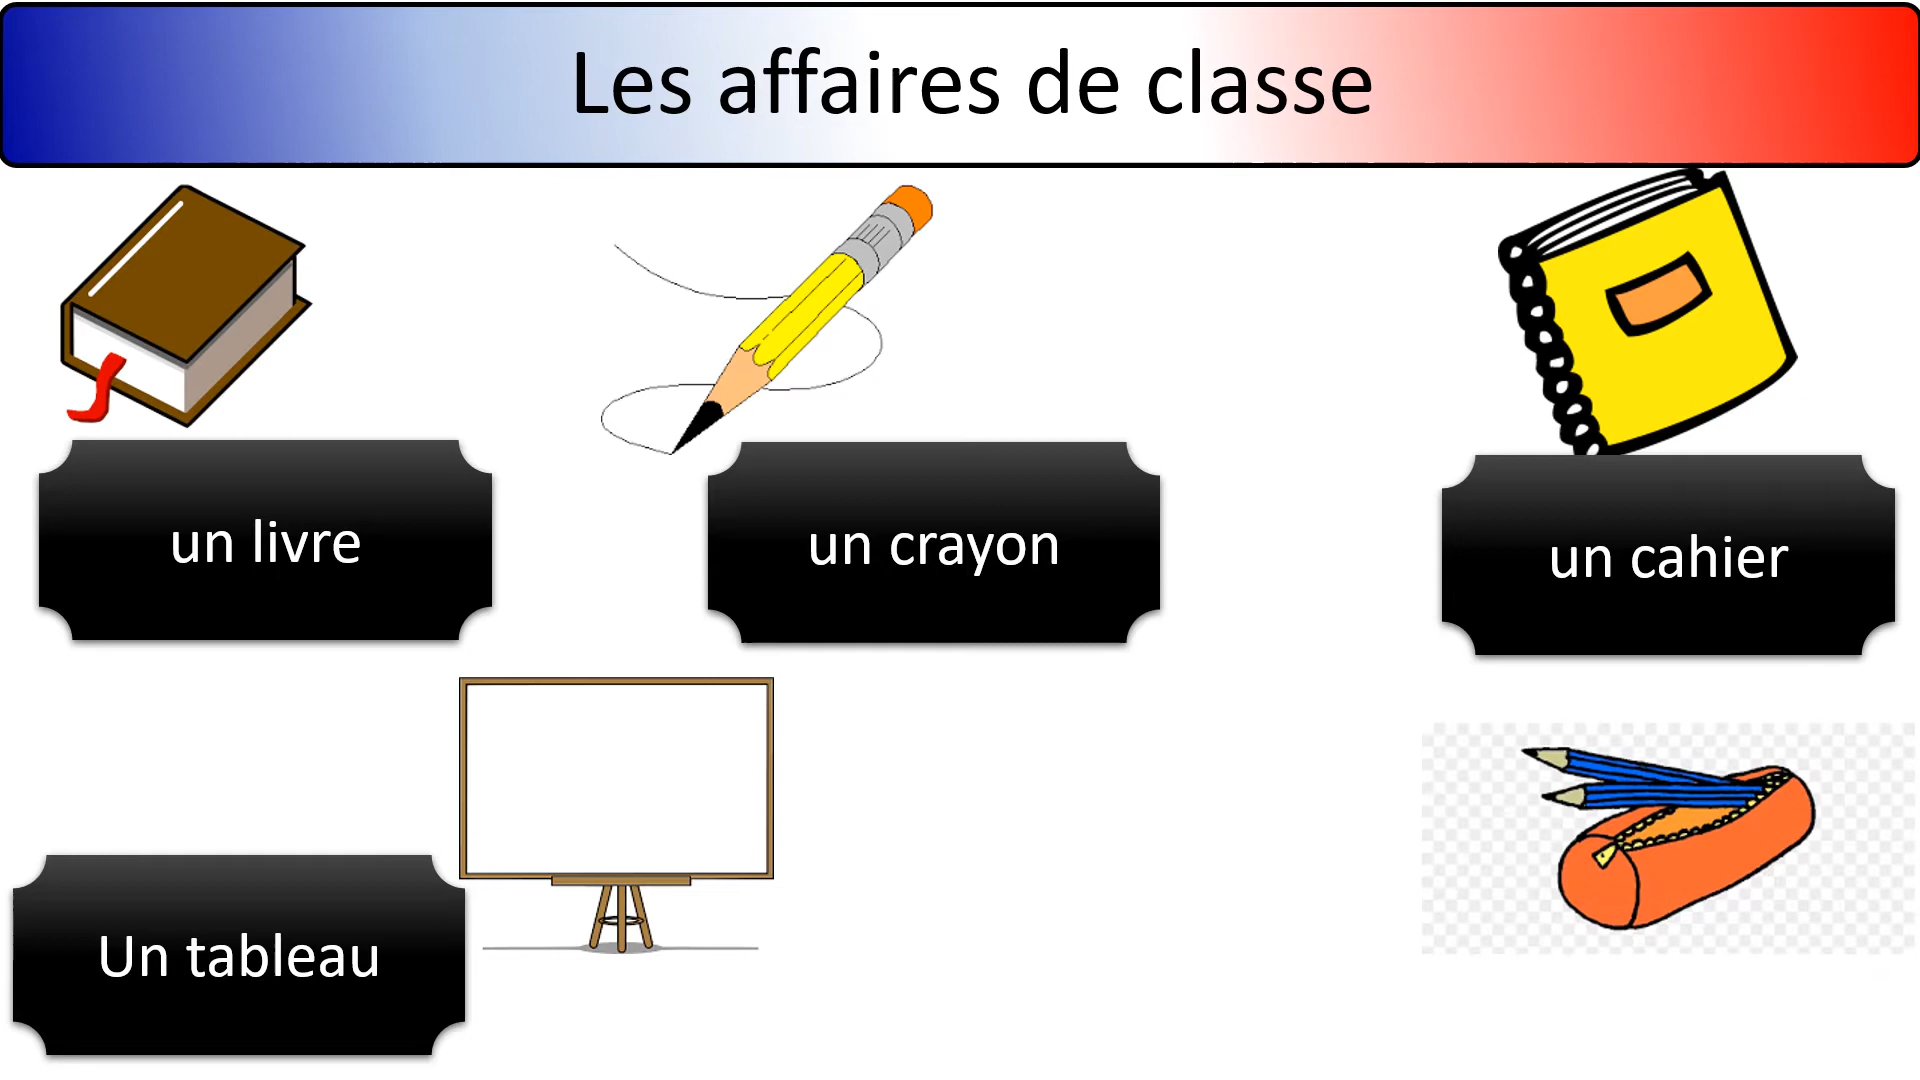 Les affaires de classe
un livre
un crayon
un cahier
Un tableau